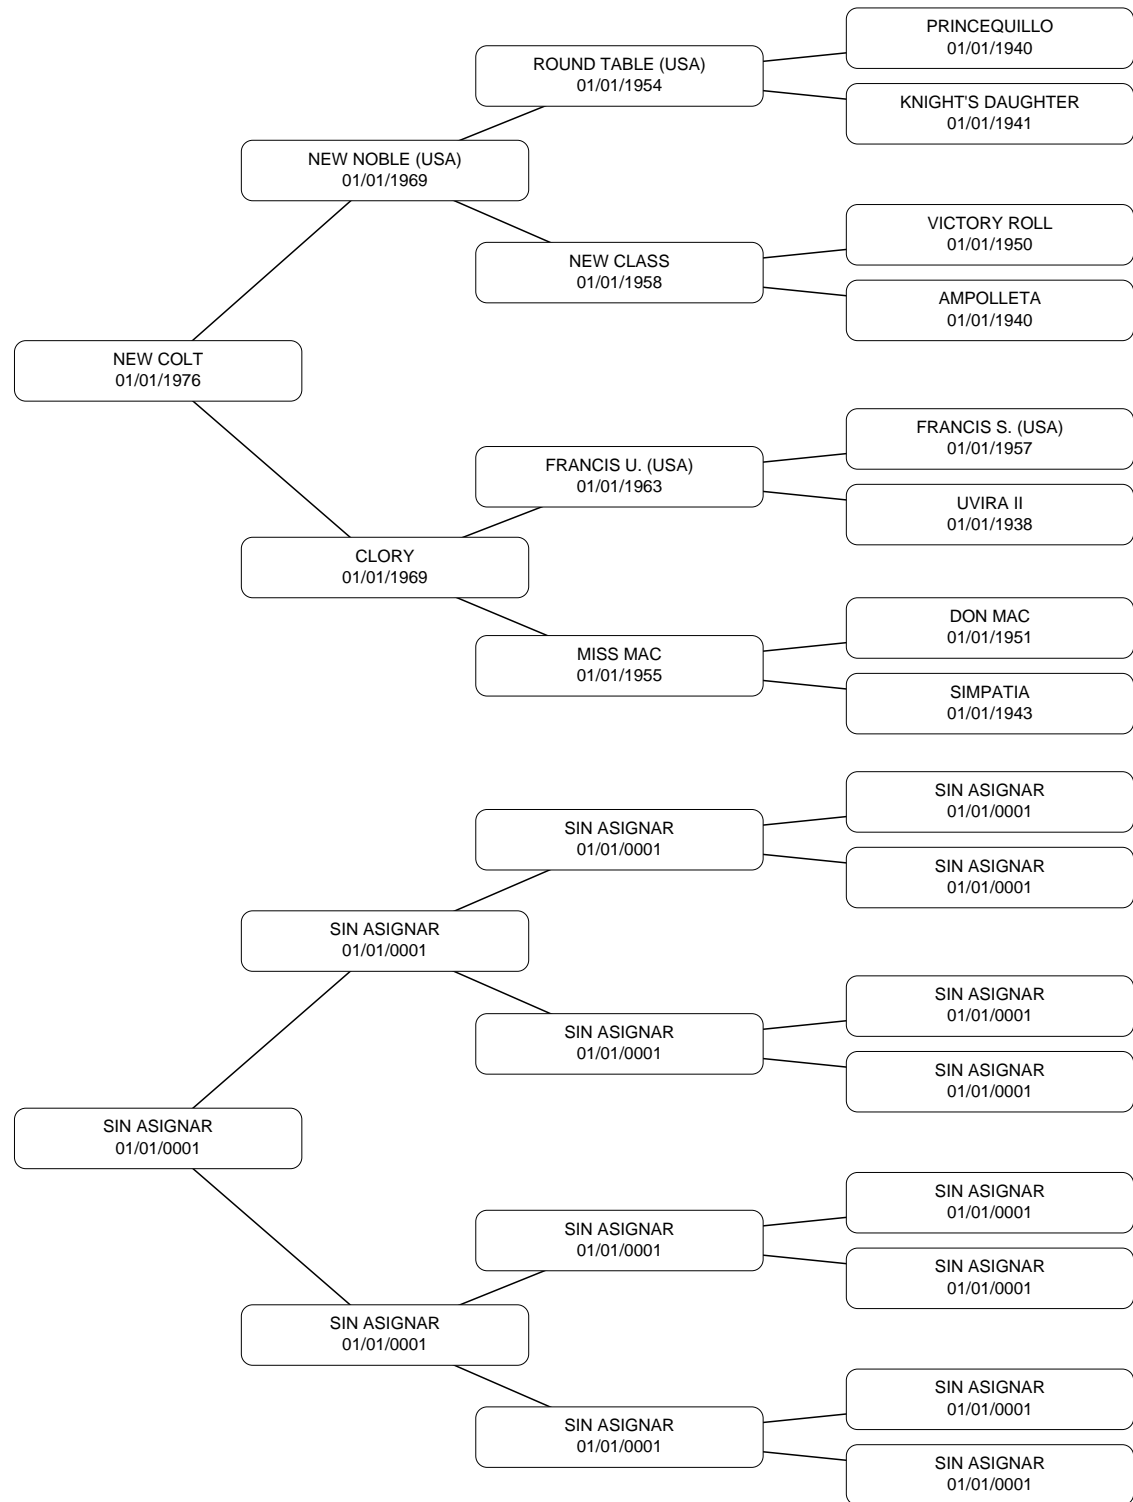 PRINCEQUILLO
01/01/1940
ROUND TABLE (USA)
01/01/1954
KNIGHT'S DAUGHTER
01/01/1941
NEW NOBLE (USA)
01/01/1969
VICTORY ROLL
01/01/1950
NEW CLASS
01/01/1958
AMPOLLETA
01/01/1940
NEW COLT
01/01/1976
FRANCIS S. (USA)
01/01/1957
FRANCIS U. (USA)
01/01/1963
UVIRA II
01/01/1938
CLORY
01/01/1969
DON MAC
01/01/1951
MISS MAC
01/01/1955
SIMPATIA
01/01/1943
SIN ASIGNAR
01/01/0001
SIN ASIGNAR
01/01/0001
SIN ASIGNAR
01/01/0001
SIN ASIGNAR
01/01/0001
SIN ASIGNAR
01/01/0001
SIN ASIGNAR
01/01/0001
SIN ASIGNAR
01/01/0001
SIN ASIGNAR
01/01/0001
SIN ASIGNAR
01/01/0001
SIN ASIGNAR
01/01/0001
SIN ASIGNAR
01/01/0001
SIN ASIGNAR
01/01/0001
SIN ASIGNAR
01/01/0001
SIN ASIGNAR
01/01/0001
SIN ASIGNAR
01/01/0001